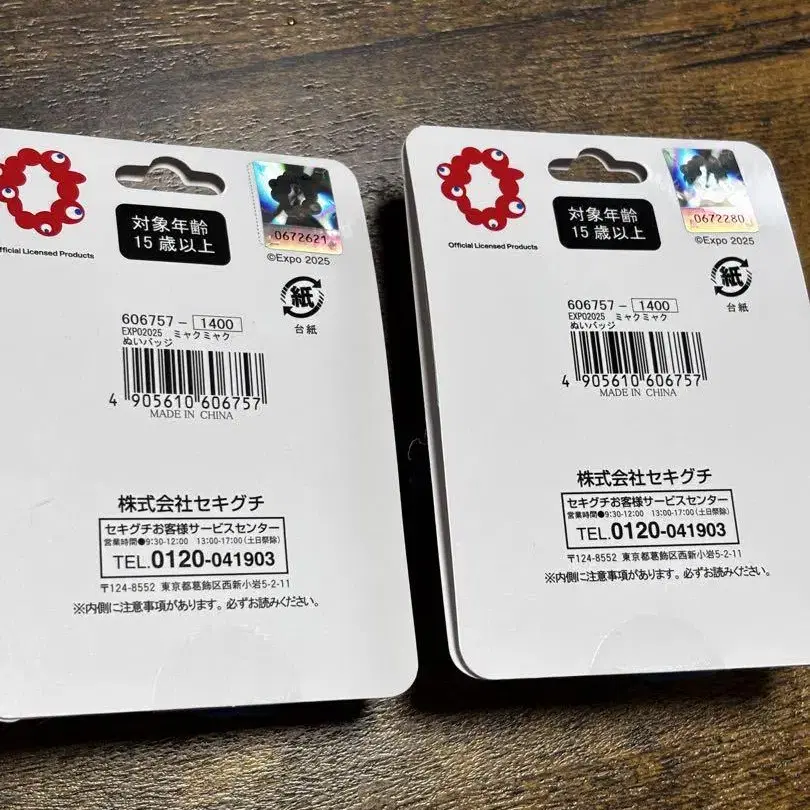 Official Licensed Products
対象年齢
15歳以上
0672621
©Expo 2025
紙
台紙
606757-1400
EXPO2025 ミャクミャク
ぬいバッジ
4 905610 606757
MADE IN CHINA
株式会社セキグチ
セキグチお客様サービスセンター
営業時間●9:30-12:00 13:00-17:00(土日祭除)
TEL.0120-041903
〒124-8552 東京都葛飾区西新小岩5-2-11
※内側に注意事項があります。必ずお読みください。
Official Licensed Products
対象年齢
15歳以上
0672280
©Expo 2025
紙
台紙
606757-1400
EXPO2025 ミャクミャク
ぬいバッジ
4 905610 606757
MADE IN CHINA
株式会社セキグチ
セキグチお客様サービスセンター
営業時間●9:30-12:00 13:00-17:00(土日祭除)
TEL.0120-041903
〒124-8552 東京都葛飾区西新小岩5-2-11
※内側に注意事項があります。必ずお読みください。